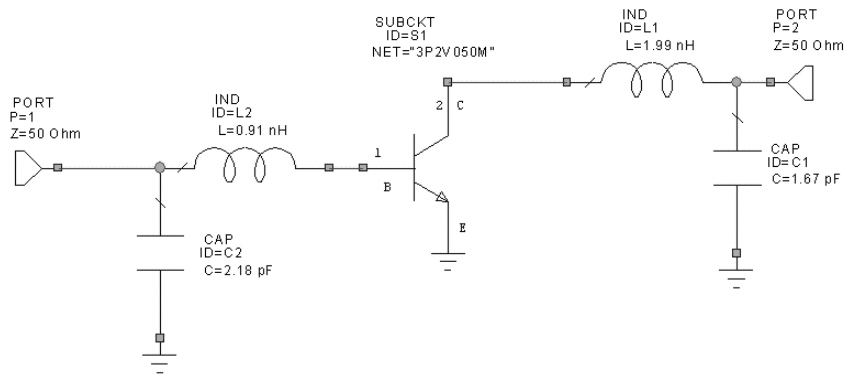 SUBCKT
ID=S1
NET="3P2V050M"
IND
ID=L1
L=1.99 nH
PORT
P=2
Z=50 Ohm
PORT
P=1
Z=50 Ohm
IND
ID=L2
L=0.91 nH
2 C
1
B
E
CAP
ID=C1
C=1.67 pF
CAP
ID=C2
C=2.18 pF